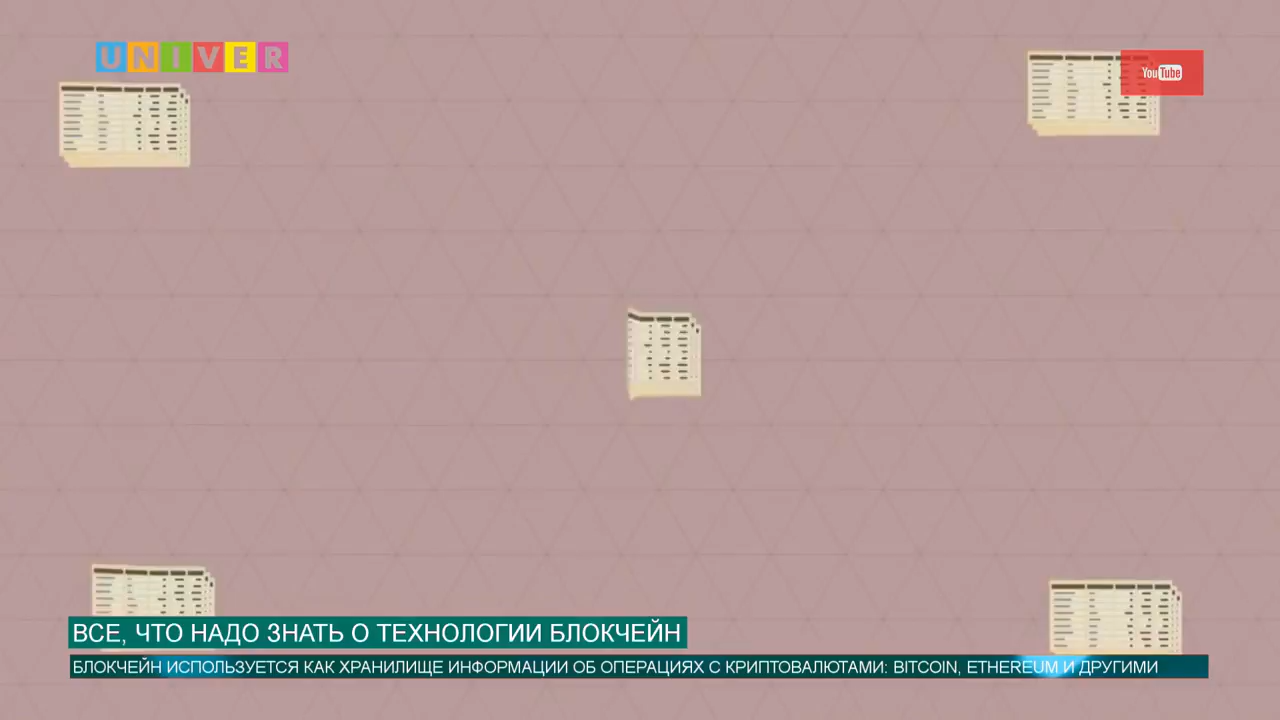 UNIVER
YouTube
ВСЕ, ЧТО НАДО ЗНАТЬ О ТЕХНОЛОГИИ БЛОКЧЕЙН
БЛОКЧЕЙН ИСПОЛЬЗУЕТСЯ КАК ХРАНИЛИЩЕ ИНФОРМАЦИИ ОБ ОПЕРАЦИЯХ С КРИПТОВАЛЮТАМИ: BITCOIN, ETHEREUM И ДРУГИМИ